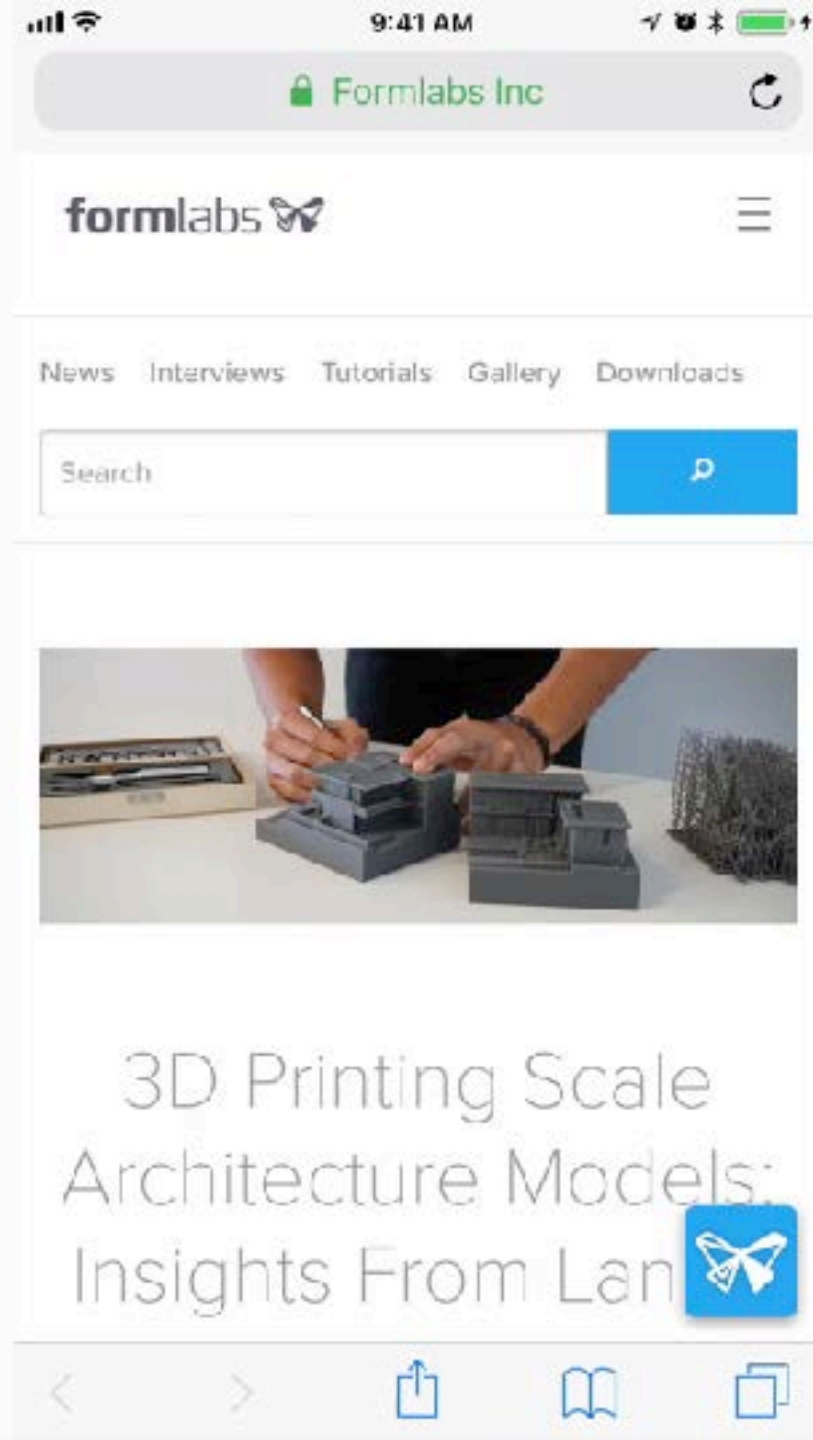 9:41 AM
Formlabs Inc
formlabs
News Interviews Tutorials Gallery Downloads
Search
3D Printing Scale
Architecture Models:
Insights From Lan